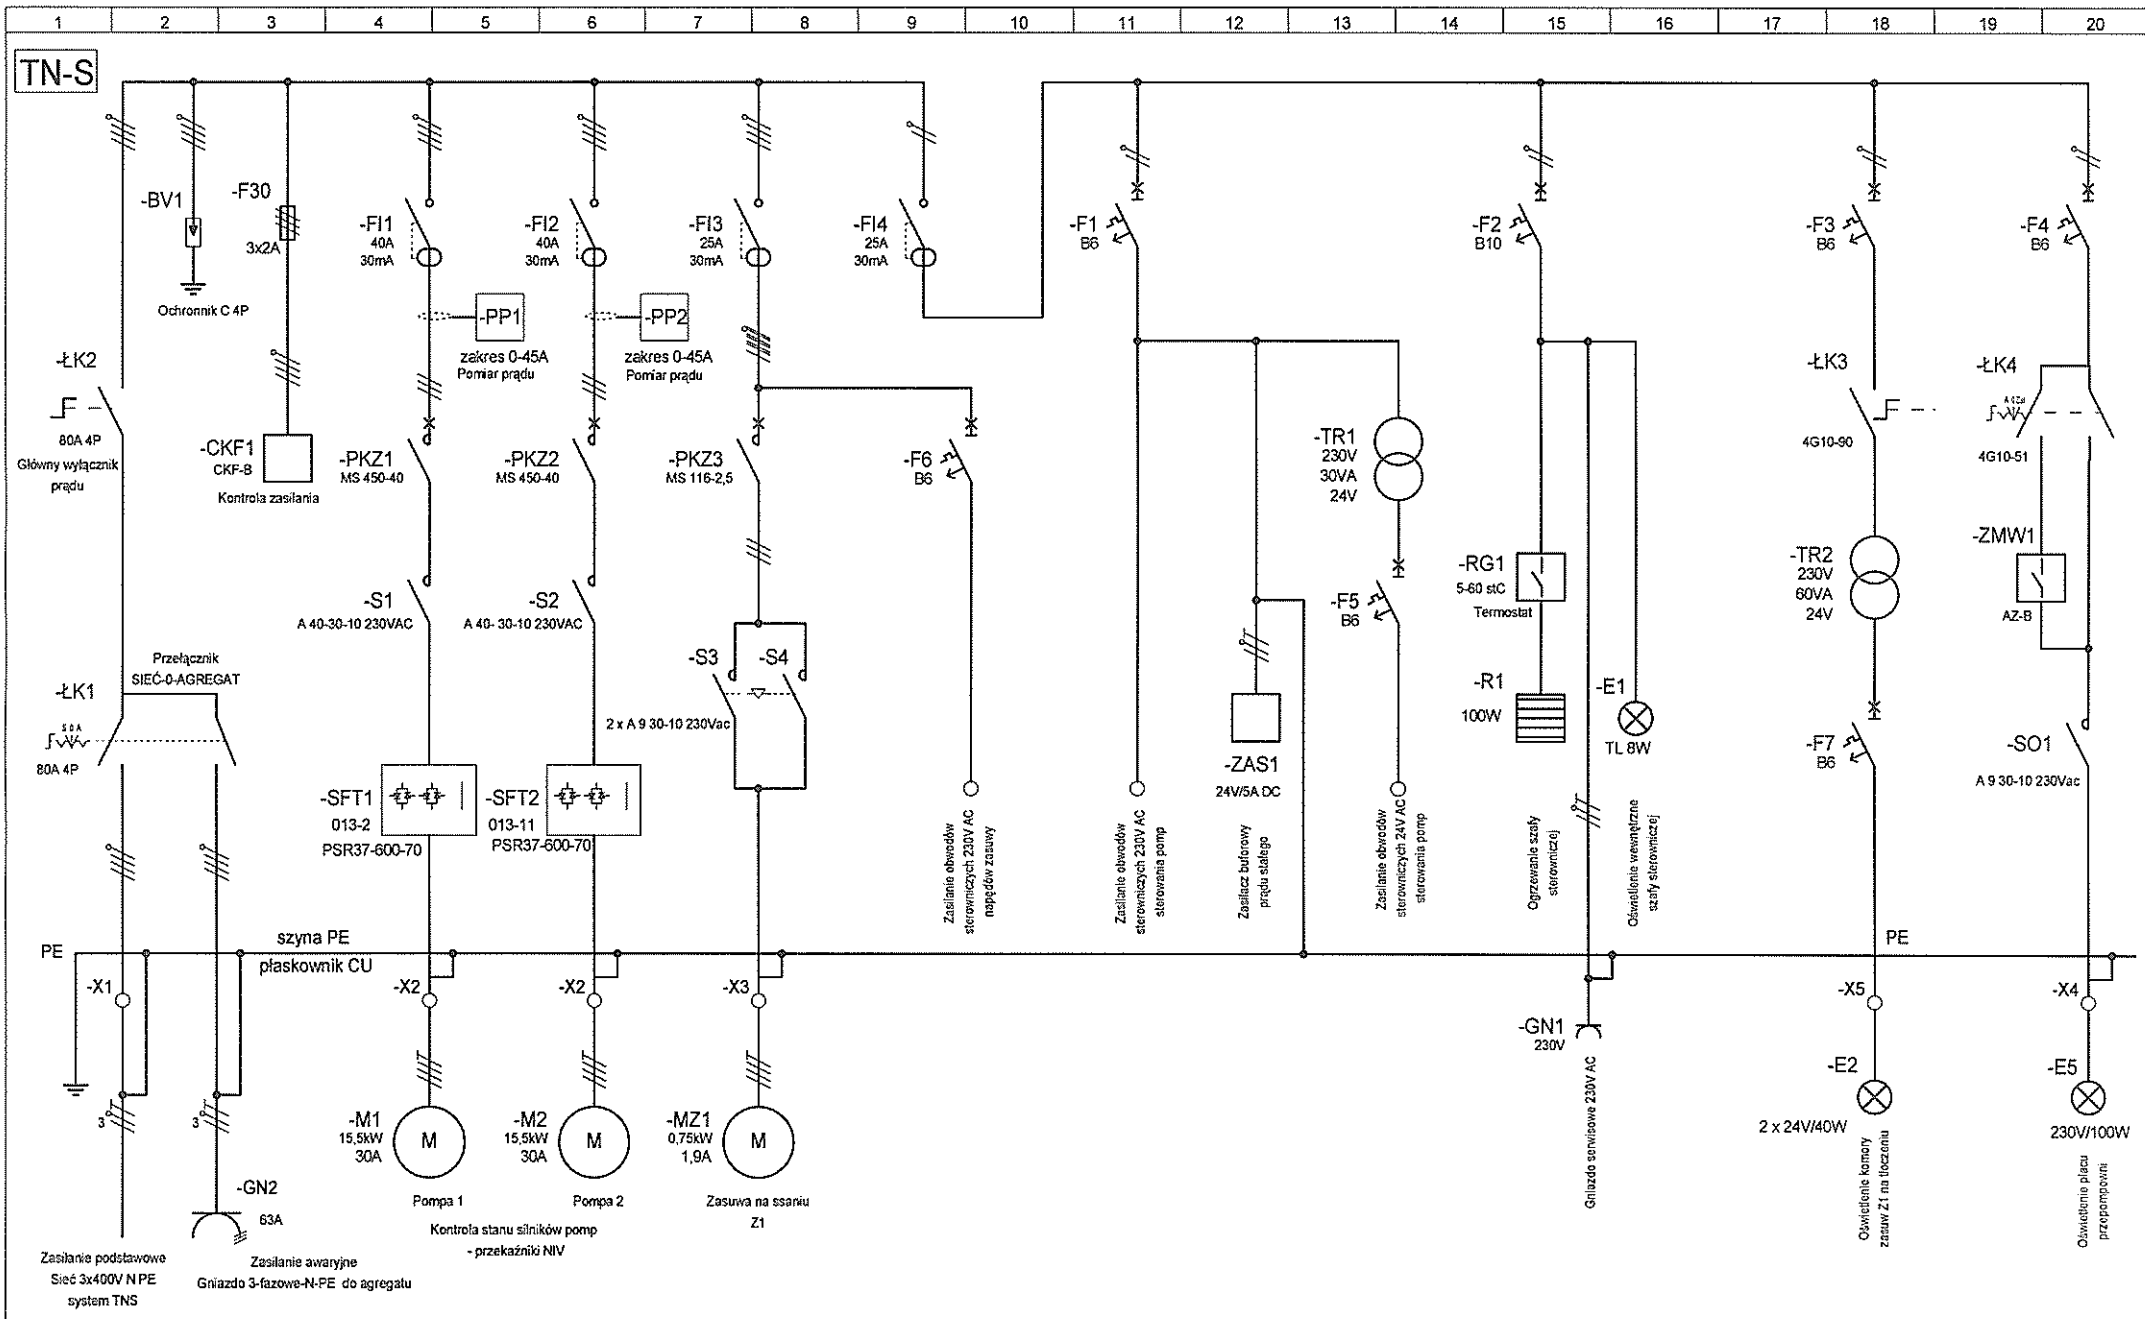 1 2 3 4 5 6 7 8 9 10 11 12 13 14 15 16 17 18 19 20
TN-S
-BV1
Ochronnik C 4P
-F30
3x2A
-FI1
40A
30mA
-FI2
40A
30mA
-FI3
25A
30mA
-FI4
25A
30mA
-F1
B6
-F2
B10
-F3
B6
-F4
B6
-PP1
zakres 0-45A
Pomiar prądu
-PP2
zakres 0-45A
Pomiar prądu
-ŁK2
80A 4P
Główny wyłącznik
prądu
-CKF1
CKF-B
Kontrola zasilania
-PKZ1
MS 450-40
-PKZ2
MS 450-40
-PKZ3
MS 116-2,5
-F6
B6
-TR1
230V
30VA
24V
-ŁK3
4G10-90
-ŁK4
4G10-51
-S1
A 40-30-10 230VAC
-S2
A 40- 30-10 230VAC
-F5
B6
-RG1
5-60 stC
Termostat
-TR2
230V
60VA
24V
-ZMW1
AZ-B
Przełącznik
SIEĆ-0-AGREGAT
-ŁK1
S 0 A
80A 4P
-S3
-S4
2 x A 9 30-10 230Vac
-R1
100W
-E1
TL 8W
-ZAS1
24V/5A DC
-F7
B6
-SO1
A 9 30-10 230Vac
-SFT1
013-2
PSR37-600-70
-SFT2
013-11
PSR37-600-70
Zasilanie obwodów
sterowniczych 230V AC
napędów zasuwy
Zasilanie obwodów
sterowniczych 230V AC
sterowania pomp
Zasilacz buforowy
prądu stałego
Zasilanie obwodów
sterowniczych 24V AC
sterowania pomp
Ogrzewanie szafy
sterowniczej
Oświetlenie wewnętrzne
szafy sterowniczej
PE
szyna PE
płaskownik CU
PE
-X1
-X2
-X2
-X3
-X5
-X4
-GN1
230V
Gniazdo serwisowe 230V AC
3
3
-M1
15,5kW
30A
M
Pompa 1
-M2
15,5kW
30A
M
Pompa 2
Kontrola stanu silników pomp
- przekaźniki NIV
-MZ1
0,75kW
1,9A
M
Zasuwa na ssaniu
Z1
-E2
2 x 24V/40W
Oświetlenie komory
zasuw Z1 na tłoczeniu
-E5
230V/100W
Oświetlenie placu
przepompowni
-GN2
63A
Zasilanie podstawowe
Sieć 3x400V N PE
system TNS
Zasilanie awaryjne
Gniazdo 3-fazowe-N-PE do agregatu